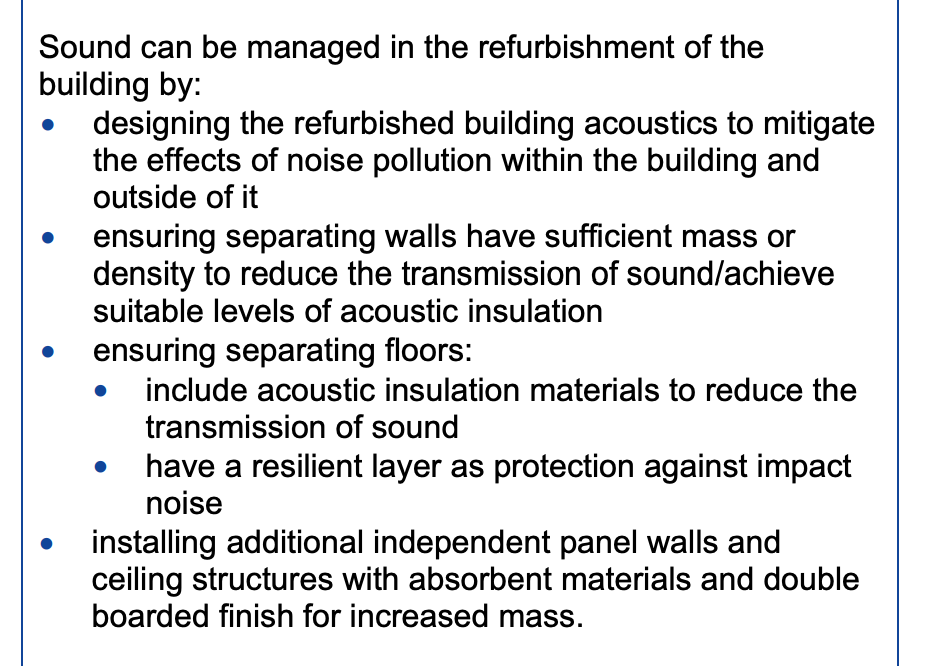 Sound can be managed in the refurbishment of the
building by:
• designing the refurbished building acoustics to mitigate
the effects of noise pollution within the building and
outside of it
• ensuring separating walls have sufficient mass or
density to reduce the transmission of sound/achieve
suitable levels of acoustic insulation
• ensuring separating floors:
• include acoustic insulation materials to reduce the
transmission of sound
• have a resilient layer as protection against impact
noise
• installing additional independent panel walls and
ceiling structures with absorbent materials and double
boarded finish for increased mass.